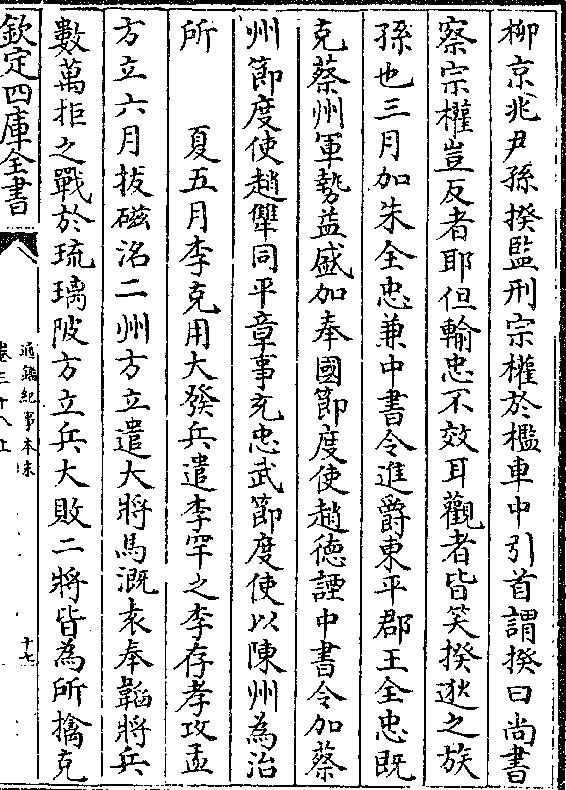 柳京兆尹孫揆監刑宗權於檻車中引首謂揆曰尚書
察宗權豈反者耶但輸忠不效耳觀者皆笑揆逖之族
孫也三月加朱全忠兼中書令進爵東平郡王全忠既
克蔡州軍勢益盛加奉國節度使趙德諲中書令加蔡
州節度使趙犨同平章事充忠武節度使以陳州為治
所　　夏五月李克用大發兵遣李罕之李存孝攻孟
方立六月拔磁洺二州方立遣大將馬溉袁奉韜將兵
數萬拒之戰於琉璃陂方立兵大敗二將皆為所擒克
欽定四庫全書
通鑑紀事本末
卷三十八上
十七